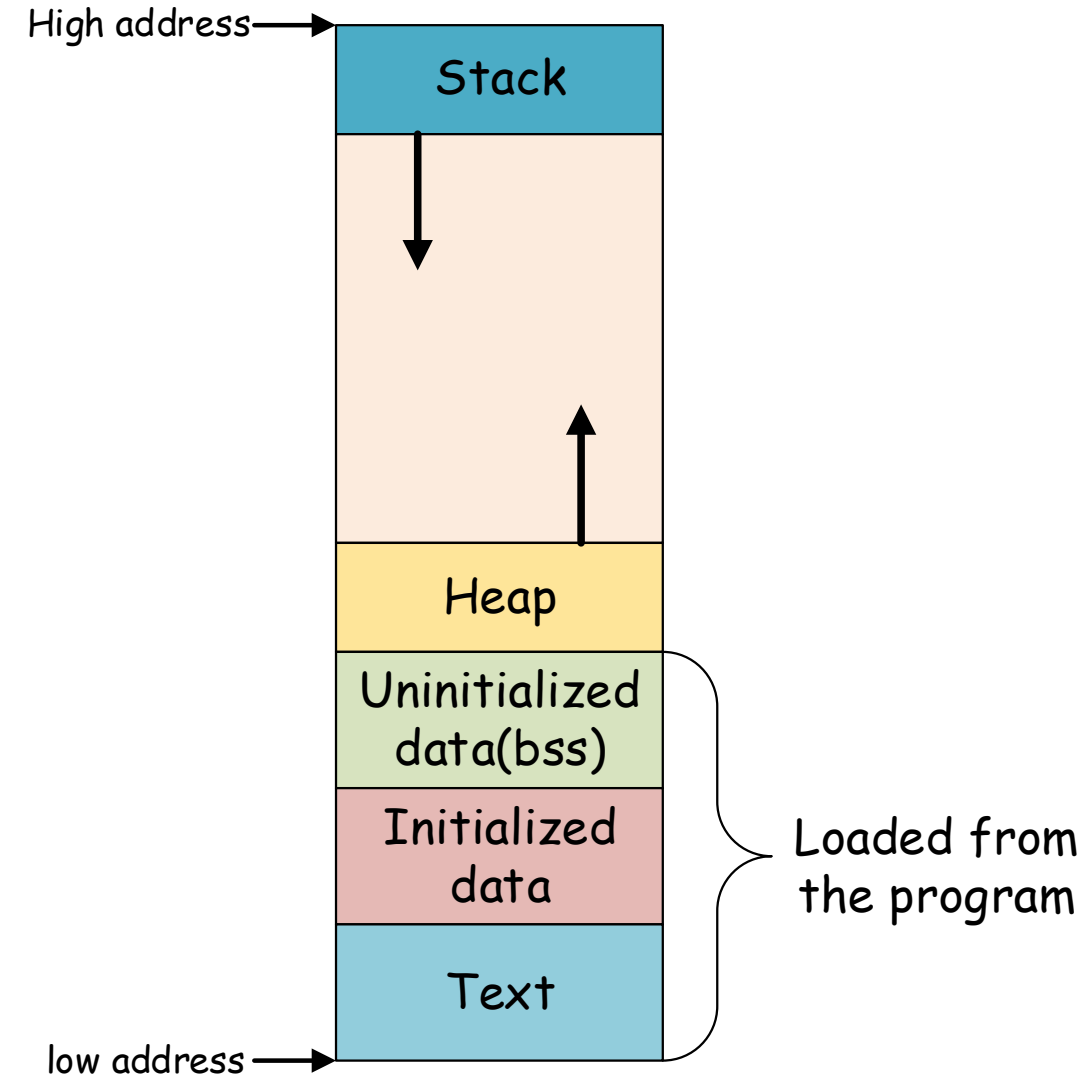 High address
Stack
Heap
Uninitialized
data(bss)
Initialized
data
Loaded from
the program
Text
low address